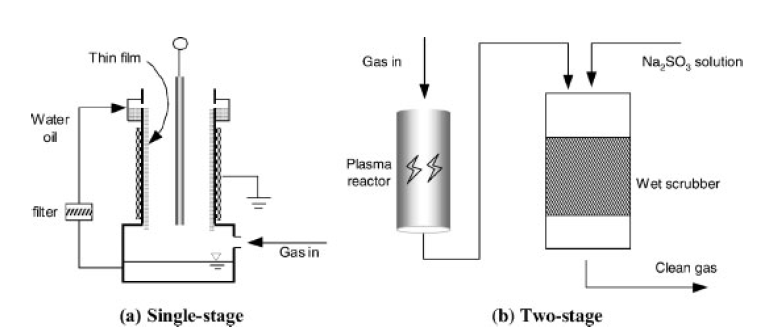 Thin film
Water
oil
filter
Gas in
(a) Single-stage
Gas in
Na₂SO₃ solution
Plasma
reactor
Wet scrubber
Clean gas
(b) Two-stage